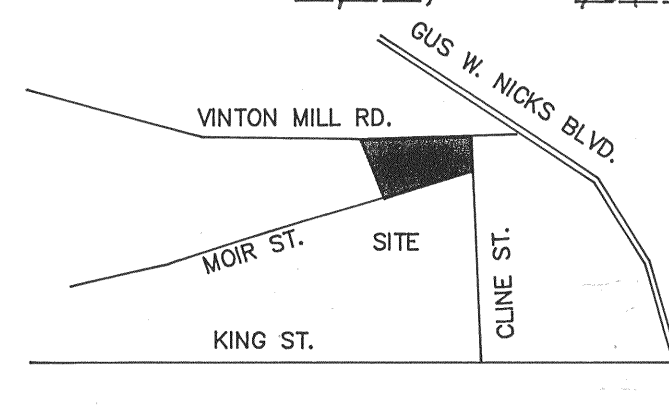 GUS W. NICKS BLVD.
VINTON MILL RD.
MOIR ST.
SITE
CLINE ST.
KING ST.